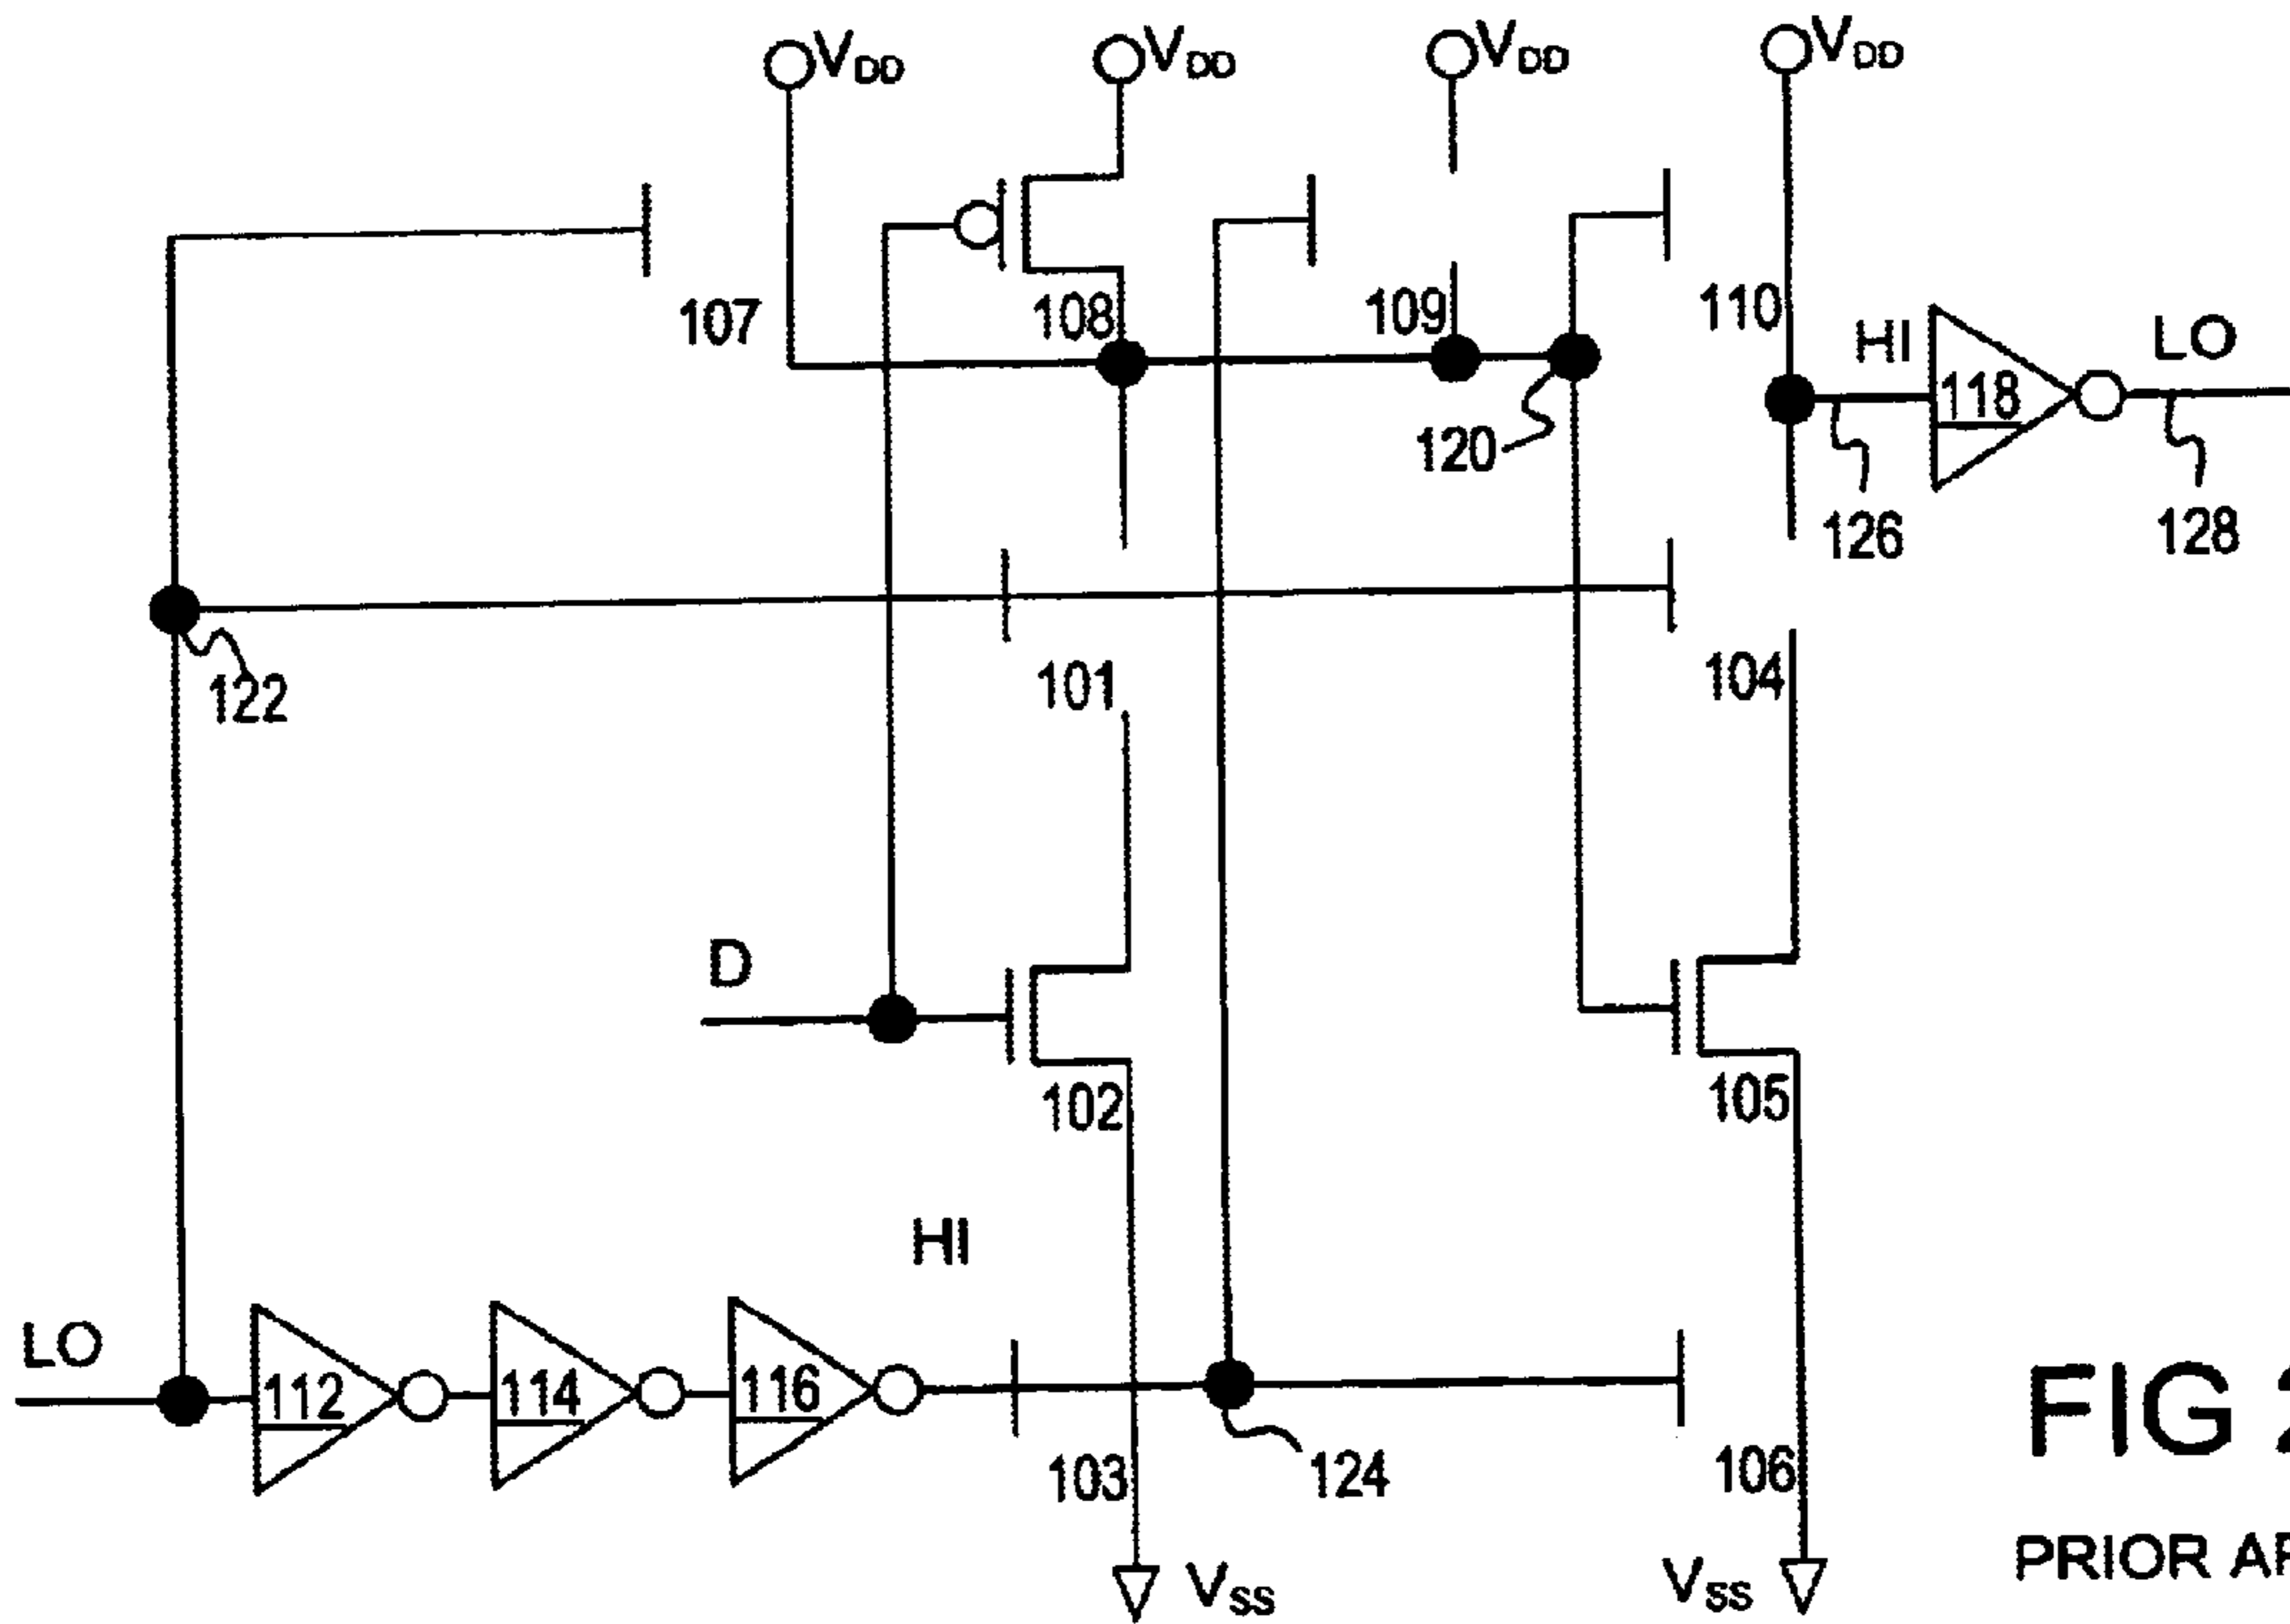 VDD VDD VDD VDD
107 108 109 110 HI 118 LO
120 126 128
122 101 104
D
102 105
HI
LO 112 114 116
103 124 106 FIG
VSS VSS PRIOR